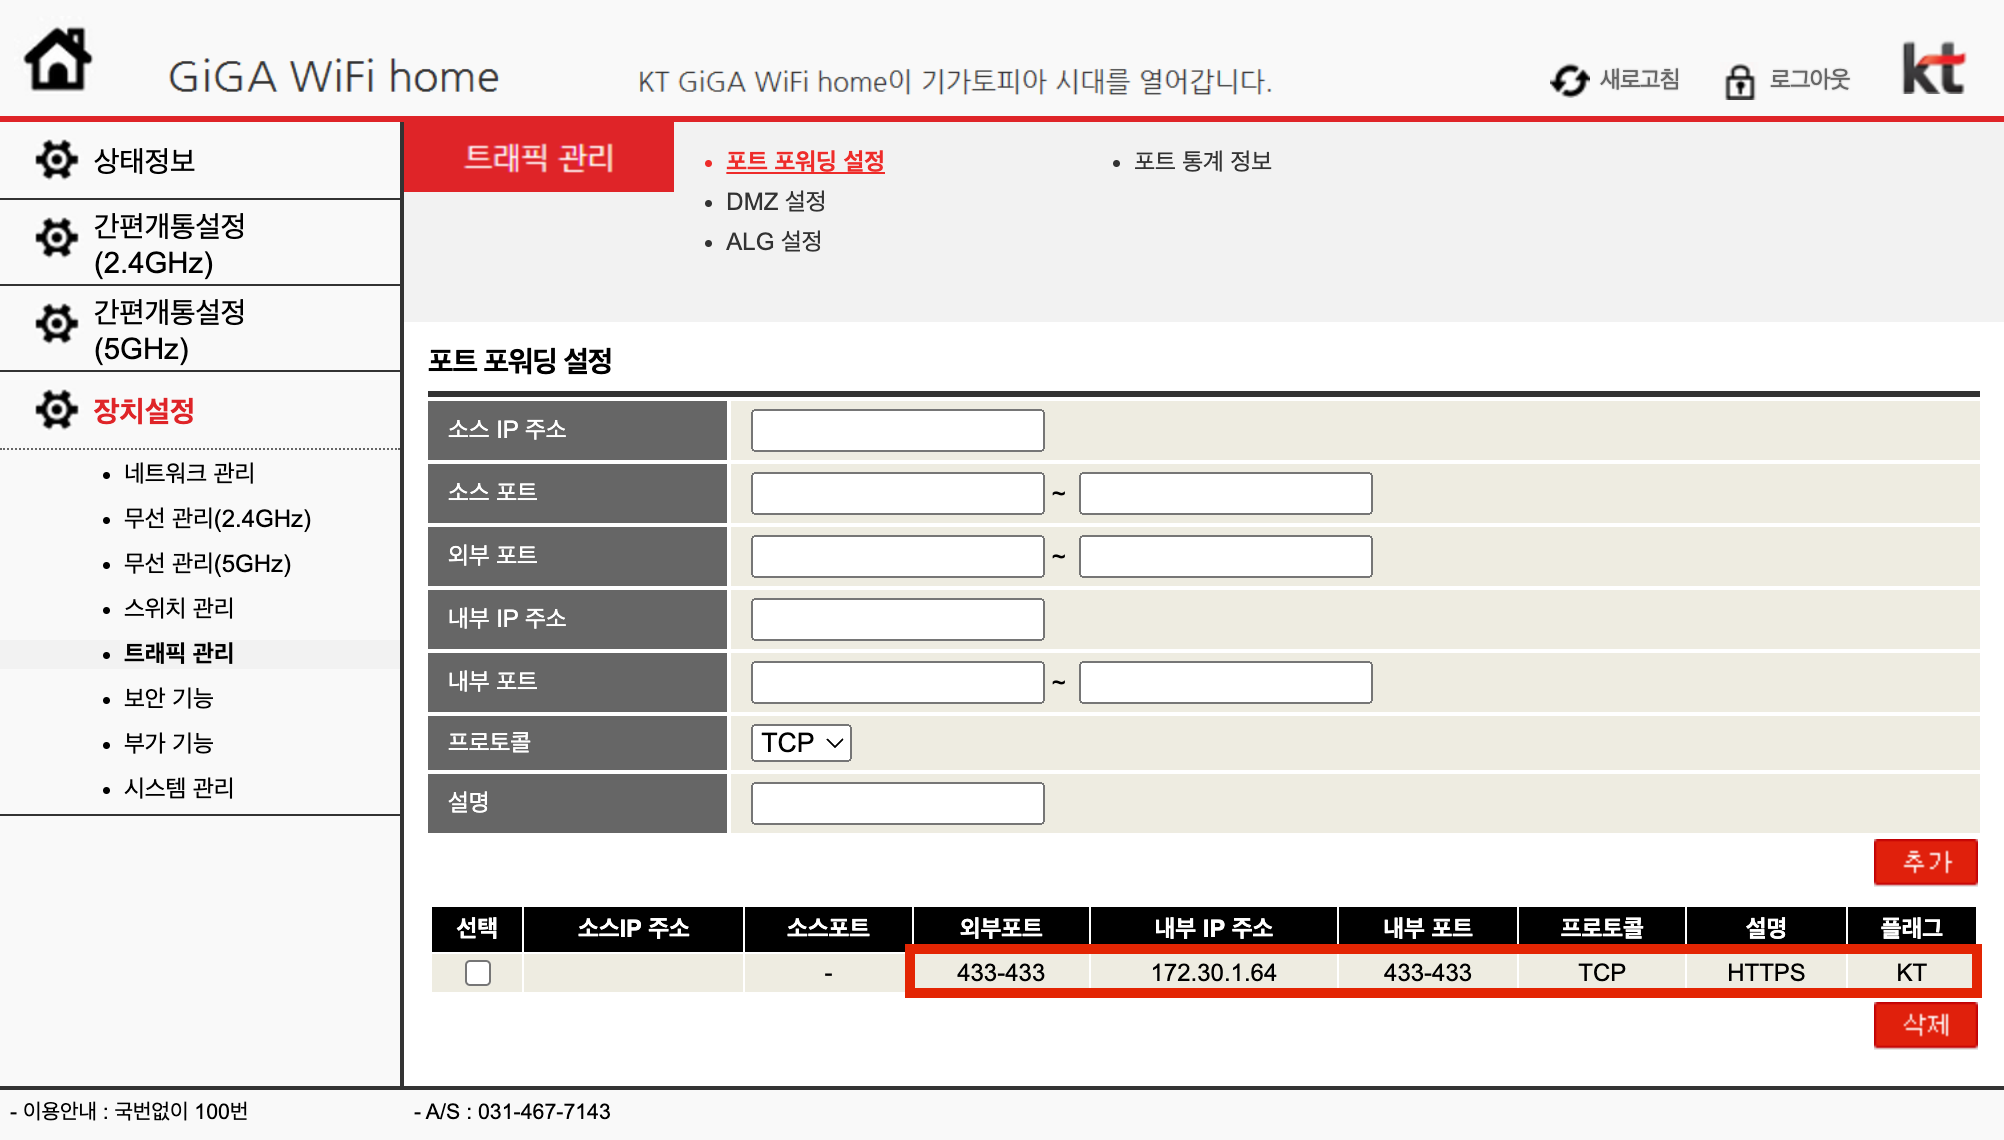 GiGA WiFi home
KT GiGA WiFi home이 기가토피아 시대를 열어갑니다.
새로고침
로그아웃
kt
상태정보
간편개통설정
(2.4GHz)
간편개통설정
(5GHz)
장치설정
• 네트워크 관리
• 무선 관리(2.4GHz)
• 무선 관리(5GHz)
• 스위치 관리
• 트래픽 관리
• 보안 기능
• 부가 기능
• 시스템 관리
트래픽 관리
• 포트 포워딩 설정
• DMZ 설정
• ALG 설정
• 포트 통계 정보
포트 포워딩 설정
소스 IP 주소
소스 포트 ~
외부 포트 ~
내부 IP 주소
내부 포트 ~
프로토콜 TCP
설명
추가
선택 소스IP 주소 소스포트 외부포트 내부 IP 주소 내부 포트 프로토콜 설명 플래그
- 433-433 172.30.1.64 433-433 TCP HTTPS KT
삭제
- 이용안내 : 국번없이 100번
- A/S : 031-467-7143